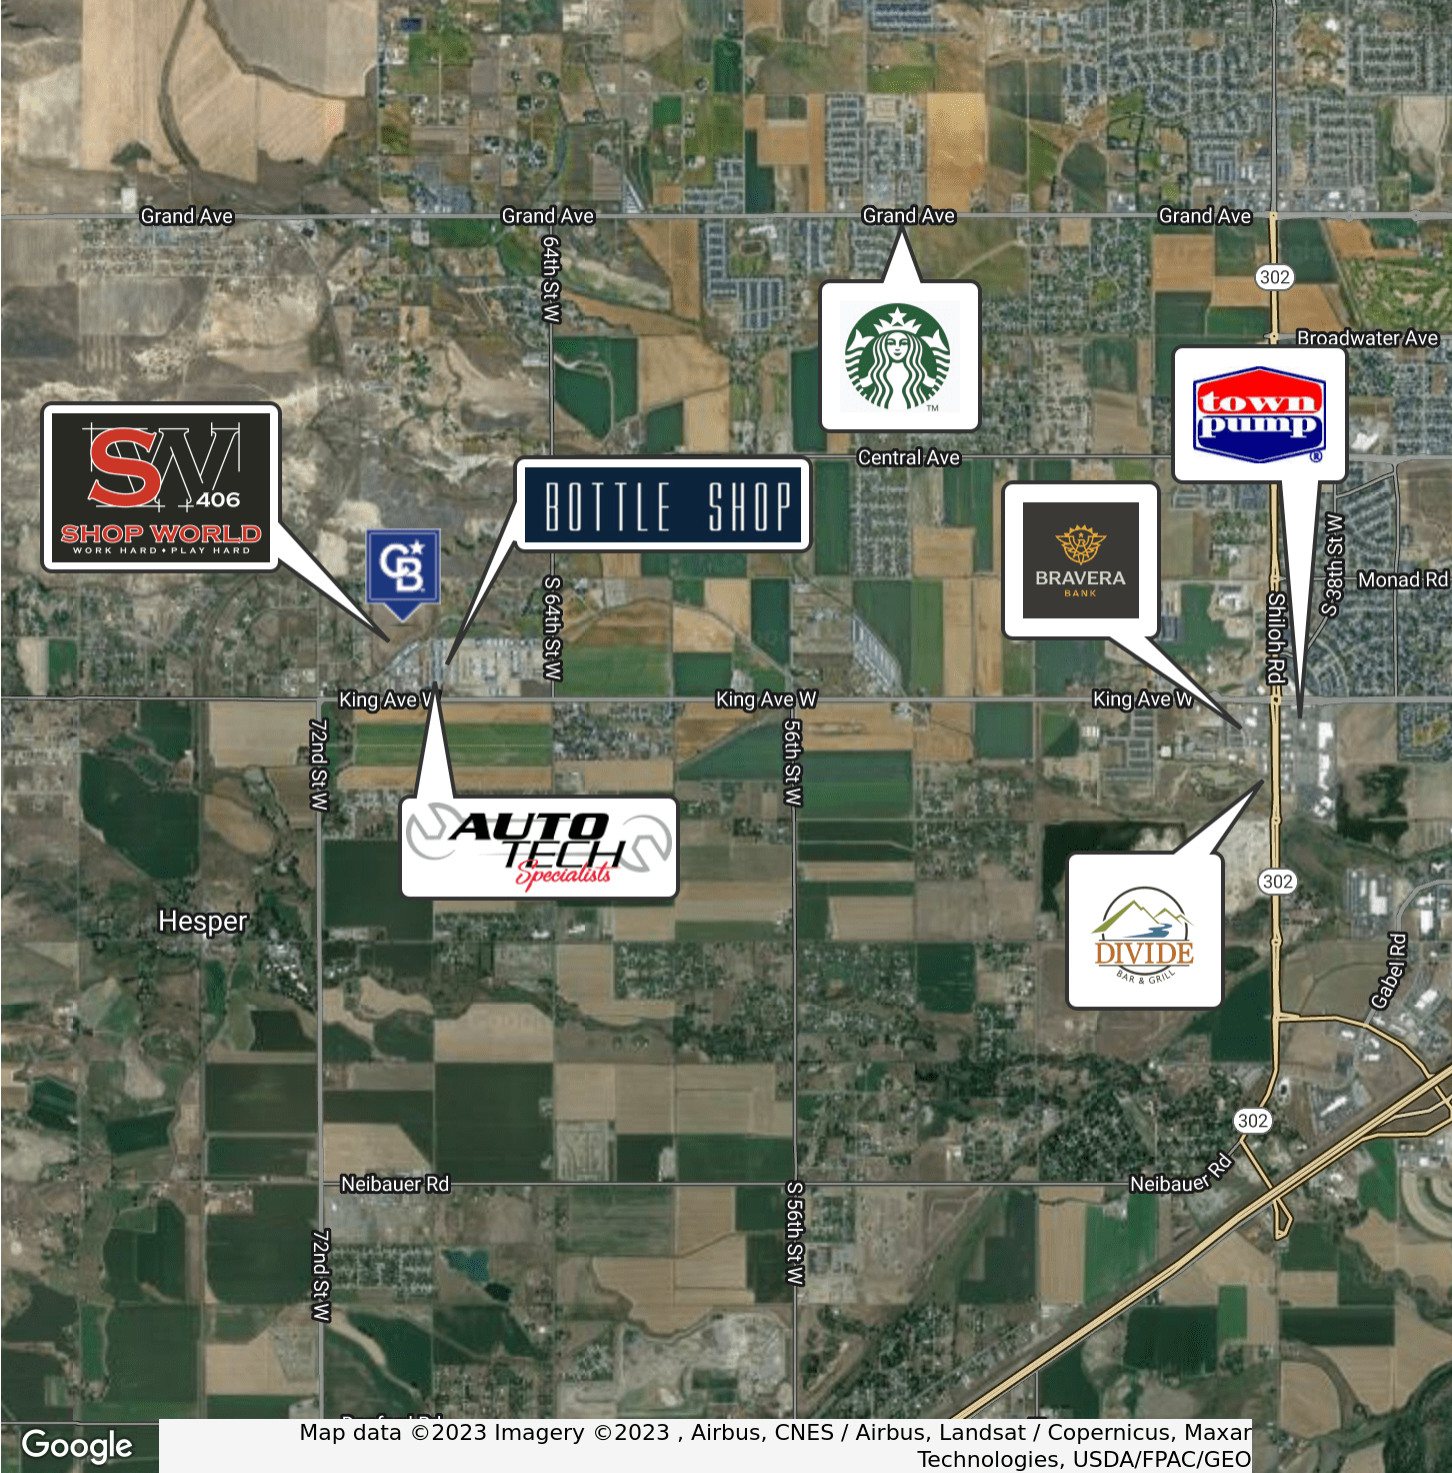 Grand Ave
Grand Ave
Grand Ave
Grand Ave
64th St W
302
Broadwater Ave
TM
town
pump
®
Central Ave
SW
406
SHOP WORLD
WORK HARD • PLAY HARD
CB
BOTTLE SHOP
BRAVERA
BANK
S 38th St W
Monad Rd
S 64th St W
Shiloh Rd
King Ave W
King Ave W
King Ave W
72nd St W
56th St W
AUTO
TECH
Specialists
302
DIVIDE
BAR & GRILL
Hesper
Gabel Rd
302
Neibauer Rd
Neibauer Rd
S 56th St W
72nd St W
Google
Map data ©2023 Imagery ©2023 , Airbus, CNES / Airbus, Landsat / Copernicus, Maxar
Technologies, USDA/FPAC/GEO